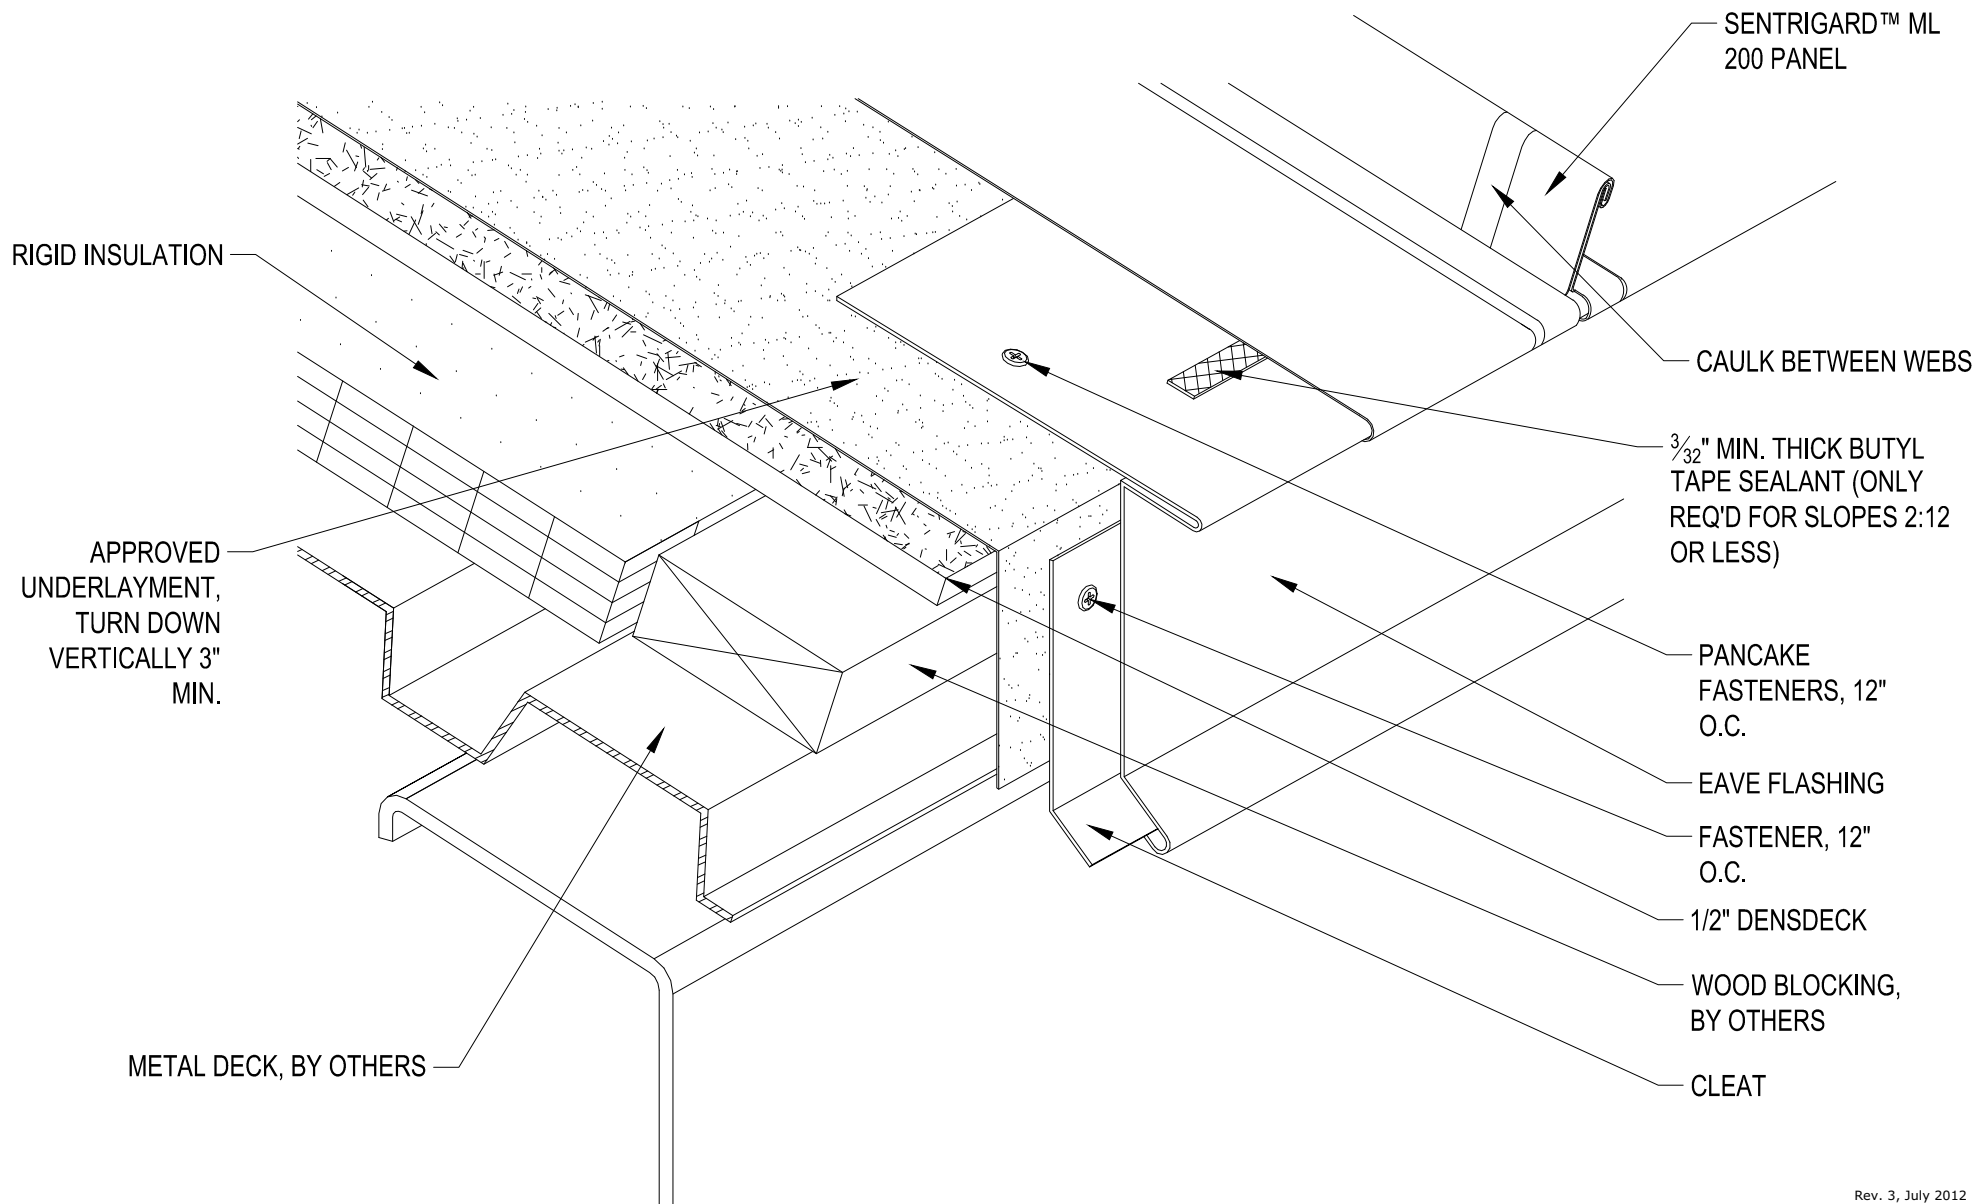 SENTRIGARD™ ML
200 PANEL
RIGID INSULATION
CAULK BETWEEN WEBS
3/32" MIN. THICK BUTYL
TAPE SEALANT (ONLY
REQ'D FOR SLOPES 2:12
OR LESS)
APPROVED
UNDERLAYMENT,
TURN DOWN
VERTICALLY 3"
MIN.
PANCAKE
FASTENERS, 12"
O.C.
EAVE FLASHING
FASTENER, 12"
O.C.
1/2" DENSDECK
WOOD BLOCKING,
BY OTHERS
METAL DECK, BY OTHERS
CLEAT
Rev. 3, July 2012